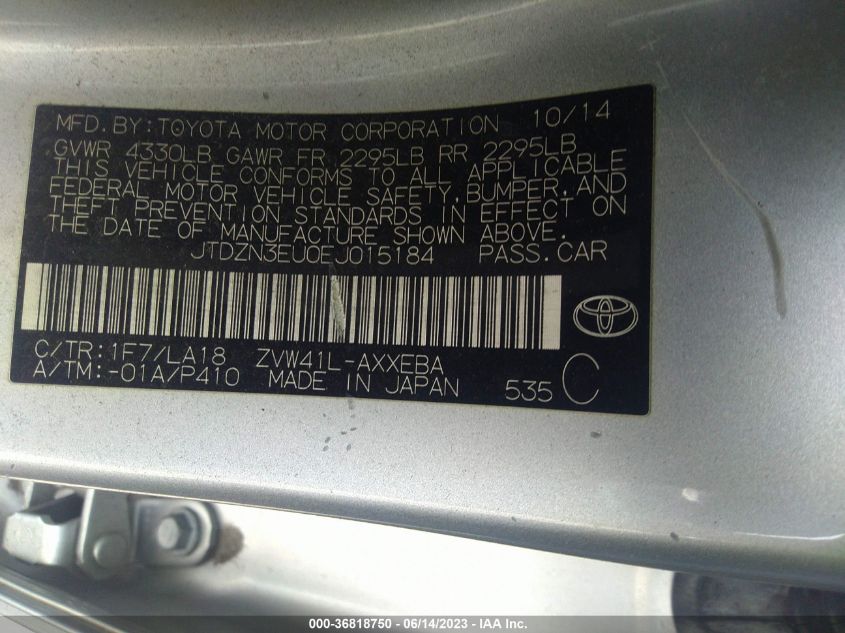 MFD.BY:TOYOTA MOTOR CORPORATION 10/14
GVWR 4330LB GAWR FR 2295LB RR 2295LB
THIS VEHICLE CONFORMS TO ALL APPLICABLE
FEDERAL MOTOR VEHICLE SAFETY,BUMPER,AND
THEFT PREVENTION STANDARDS IN EFFECT ON
THE DATE OF MANUFACTURE SHOWN ABOVE.
JTDZN3EU0EJ015184 PASS.CAR
C/TR:1F7/LA18 ZVW41L-AXXEBA
A/TM:-01A/P410 MADE IN JAPAN 535 C
000-36818750 - 06/14/2023 - IAA Inc.